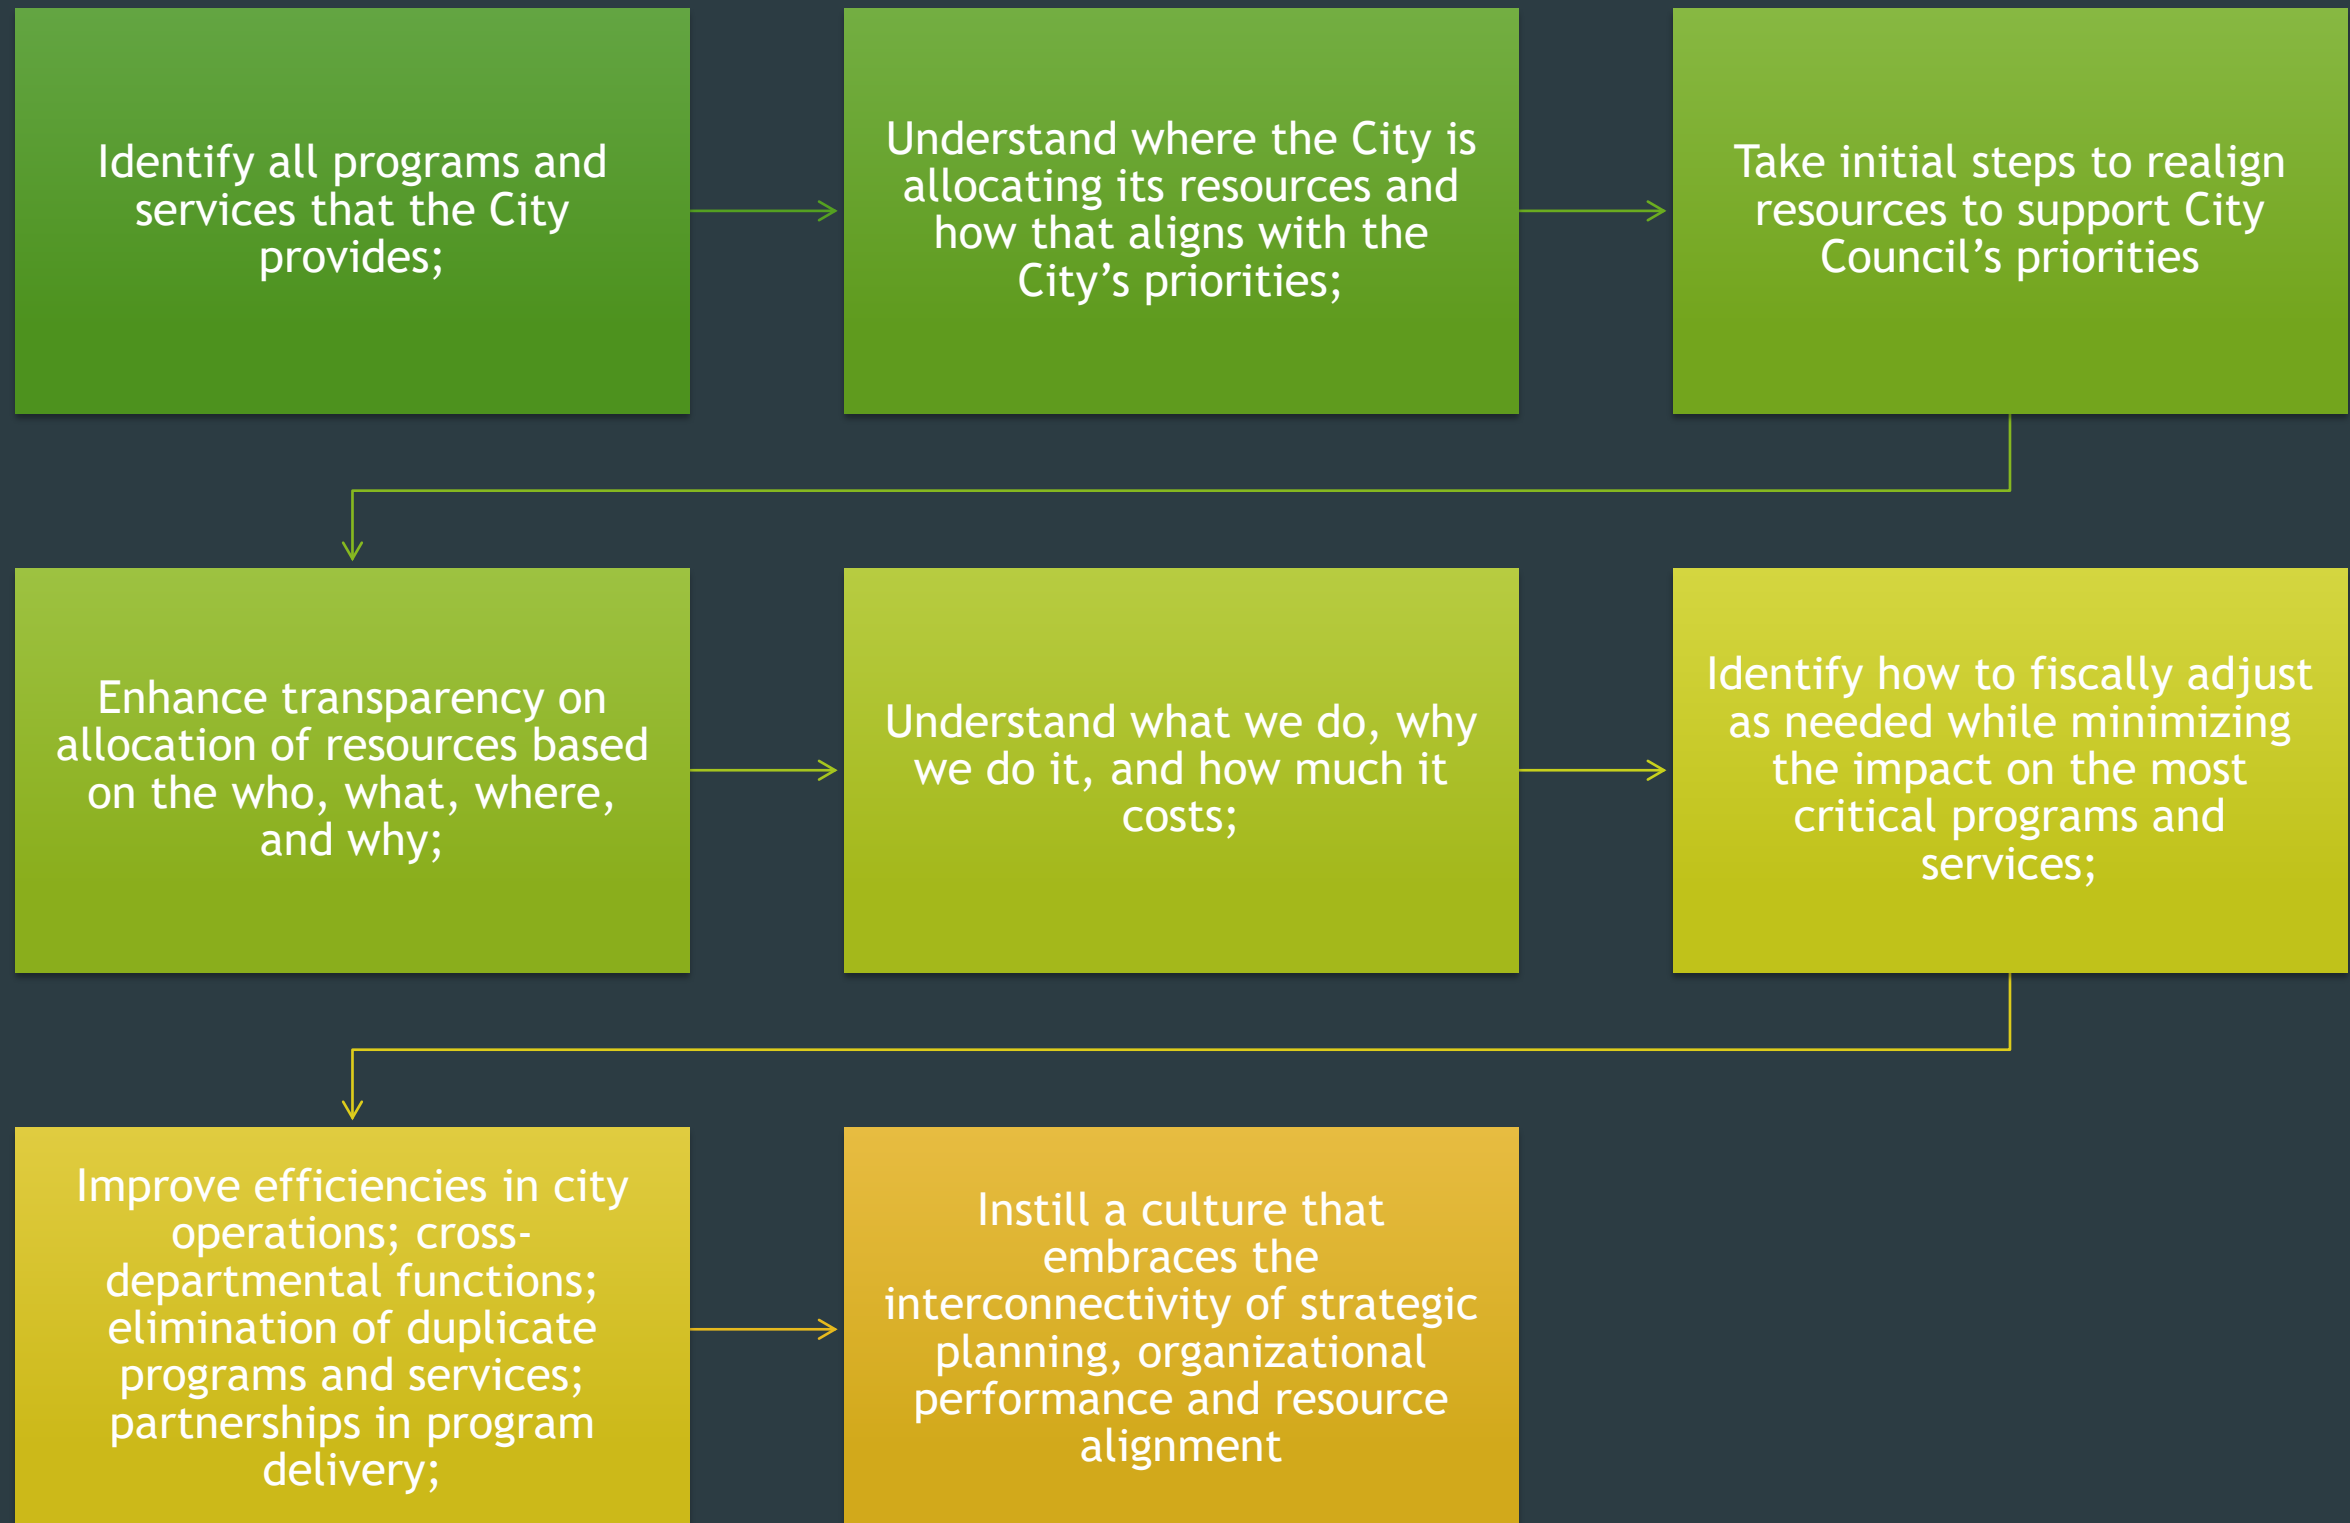 Identify all programs and
services that the City
provides;
Understand where the City is
allocating its resources and
how that aligns with the
City’s priorities;
Take initial steps to realign
resources to support City
Council’s priorities
Enhance transparency on
allocation of resources based
on the who, what, where,
and why;
Understand what we do, why
we do it, and how much it
costs;
Identify how to fiscally adjust
as needed while minimizing
the impact on the most
critical programs and
services;
Improve efficiencies in city
operations; cross-
departmental functions;
elimination of duplicate
programs and services;
partnerships in program
delivery;
Instill a culture that
embraces the
interconnectivity of strategic
planning, organizational
performance and resource
alignment